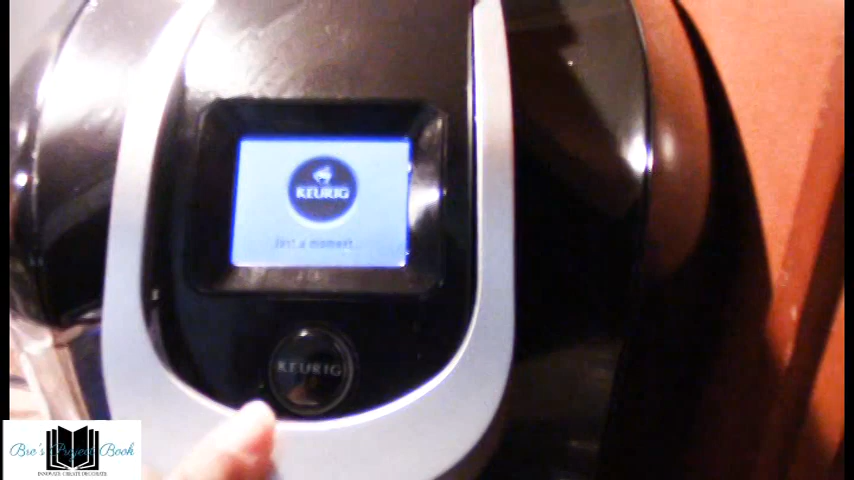 KEURIG
Just a moment...
KEURIG
Bre's Project Book
INNOVATE CREATE DECORATE